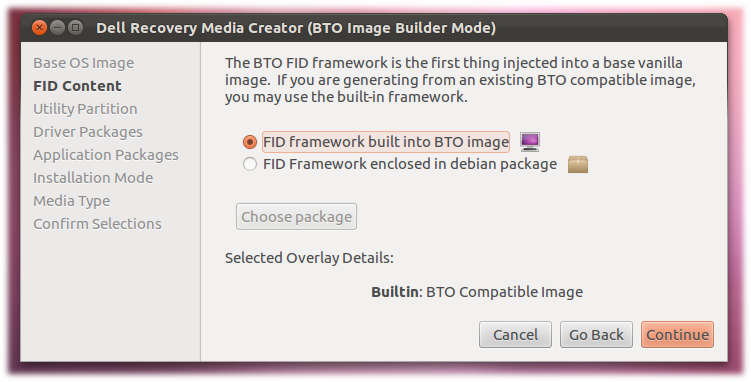 Dell Recovery Media Creator (BTO Image Builder Mode)
Base OS Image
FID Content
Utility Partition
Driver Packages
Application Packages
Installation Mode
Media Type
Confirm Selections
The BTO FID framework is the first thing injected into a base vanilla
image.  If you are generating from an existing BTO compatible image,
you may use the built-in framework.
FID framework built into BTO image
FID Framework enclosed in debian package
Choose package
Selected Overlay Details:
Builtin: BTO Compatible Image
Cancel
Go Back
Continue